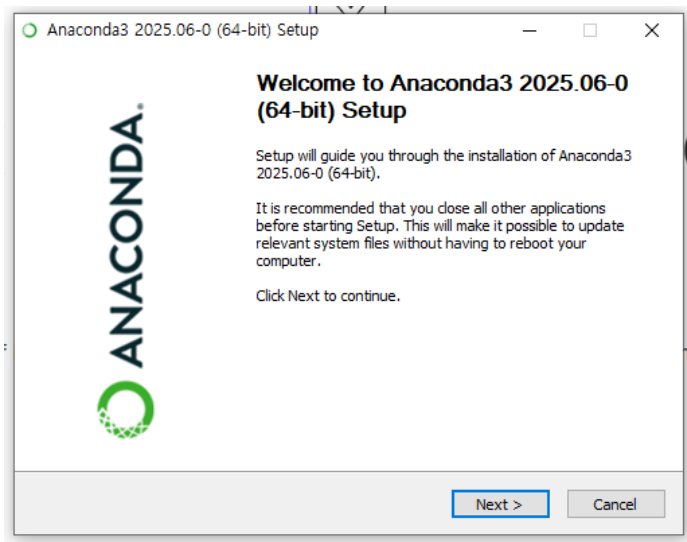 Anaconda3 2025.06-0 (64-bit) Setup
ANACONDA.
Welcome to Anaconda3 2025.06-0
(64-bit) Setup
Setup will guide you through the installation of Anaconda3
2025.06-0 (64-bit).
It is recommended that you close all other applications
before starting Setup. This will make it possible to update
relevant system files without having to reboot your
computer.
Click Next to continue.
Next >
Cancel